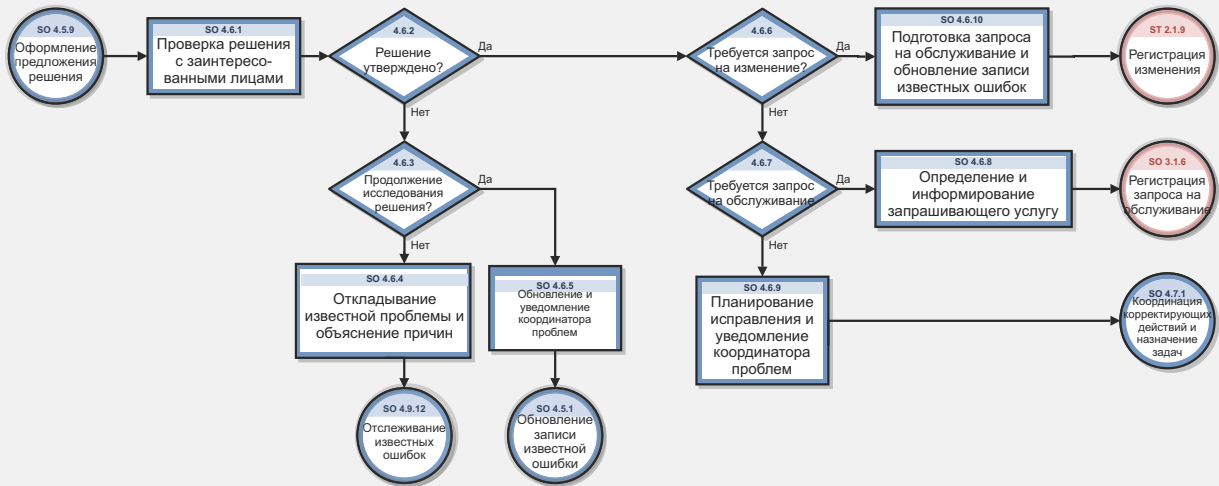 SO 4.5.9
Оформление
предложения
решения
SO 4.6.1
Проверка решения
с заинтересо-
ванными лицами
4.6.2
Решение
утверждено?
Да
Нет
4.6.6
Требуется запрос
на изменение?
Да
Нет
SO 4.6.10
Подготовка запроса
на обслуживание и
обновление записи
известных ошибок
ST 2.1.9
Регистрация
изменения
4.6.3
Продолжение
исследования
решения?
Да
Нет
4.6.7
Требуется запрос
на обслуживание
Да
Нет
SO 4.6.8
Определение и
информирование
запрашивающего услугу
SO 3.1.6
Регистрация
запроса на
обслуживание
SO 4.6.4
Откладывание
известной проблемы и
объяснение причин
SO 4.6.5
Обновление и
уведомление
координатора
проблем
SO 4.6.9
Планирование
исправления и
уведомление
координатора
проблем
SO 4.7.1
Координация
корректирующих
действий и
назначение
задач
SO 4.9.12
Отслеживание
известных
ошибок
SO 4.5.1
Обновление
записи
известной
ошибки